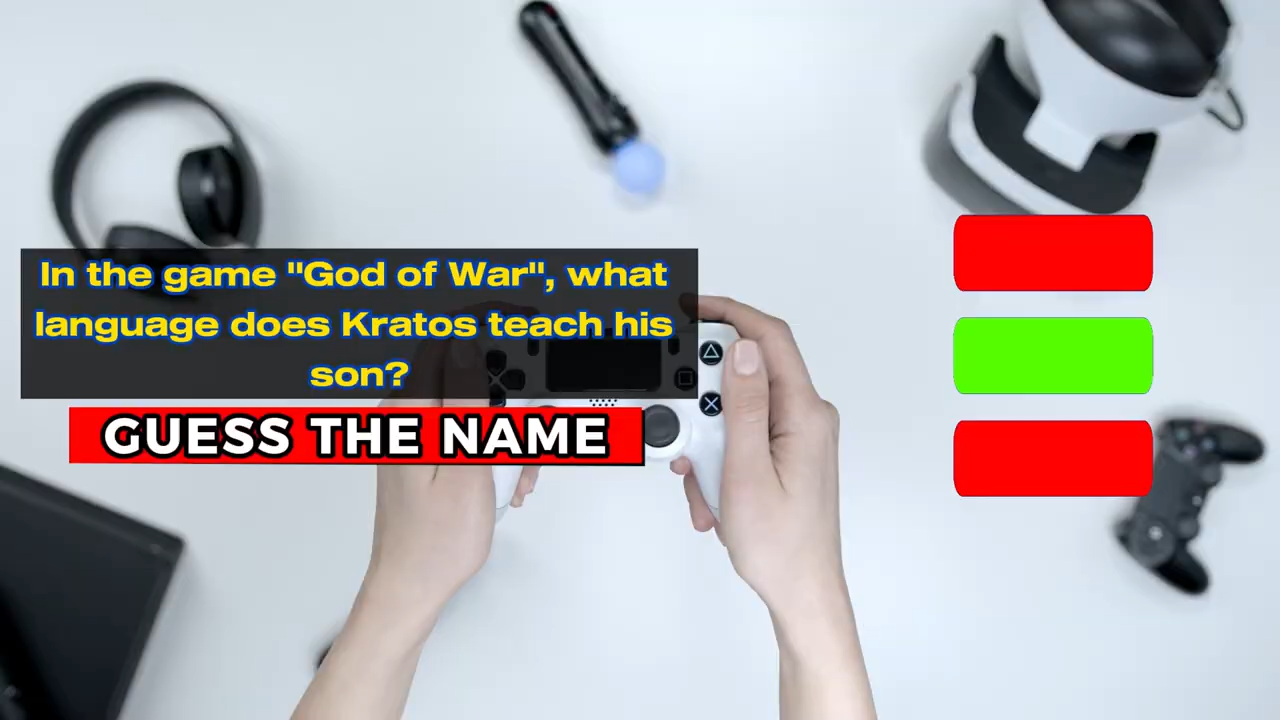 In the game "God of War", what
language does Kratos teach his
son?
GUESS THE NAME